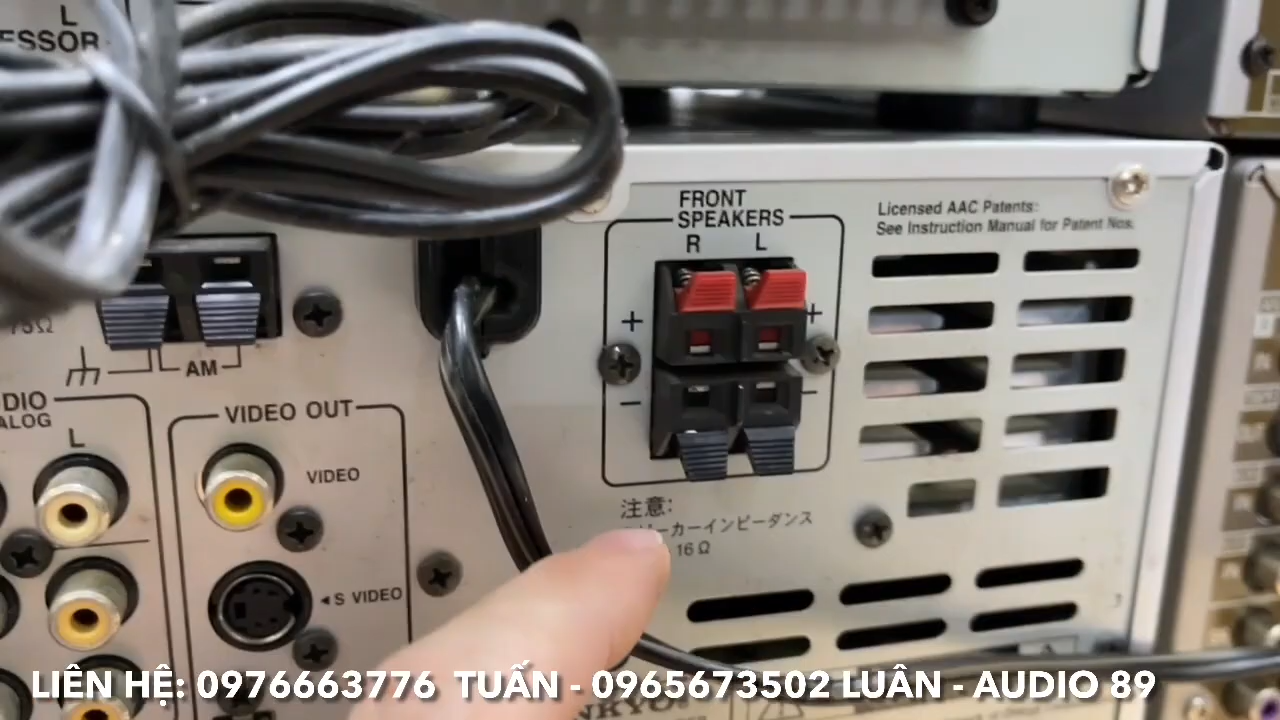 L
ESSOR
FRONT
SPEAKERS
R L
Licensed AAC Patents:
See Instruction Manual for Patent Nos.
75Ω
+ +
AM
- -
VIDEO OUT
L
VIDEO
注意:
ーカーインピーダンス
16 Ω
S VIDEO
LIÊN HỆ: 0976663776 TUẤN - 0965673502 LUÂN - AUDIO 89
NKYO